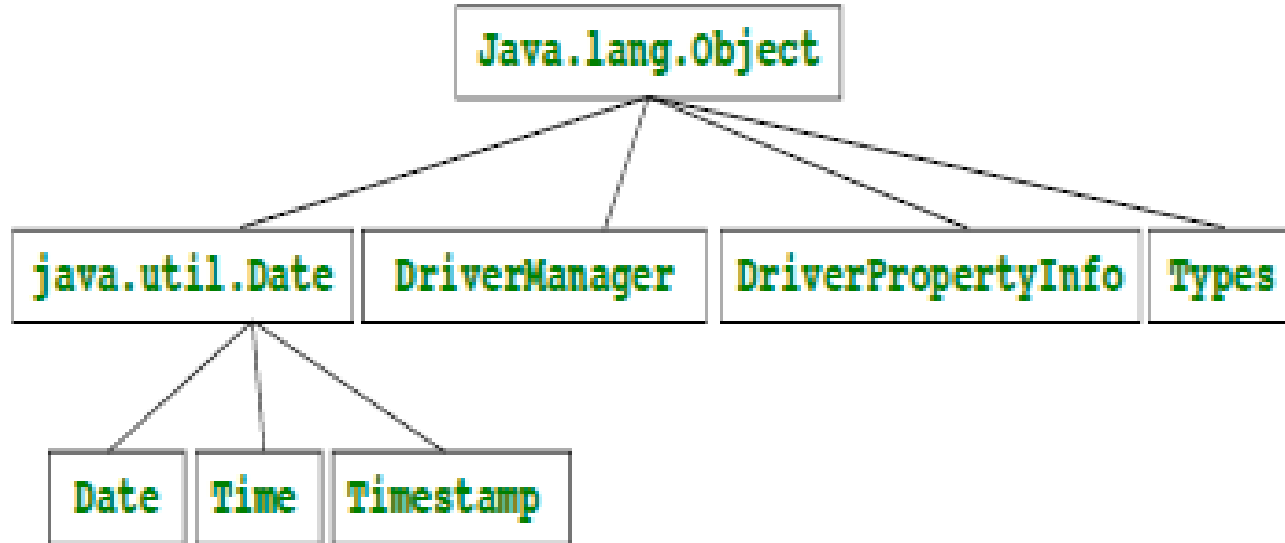 Java.lang.Object
java.util.Date DriverManager DriverPropertyInfo Types
Date Time Timestamp